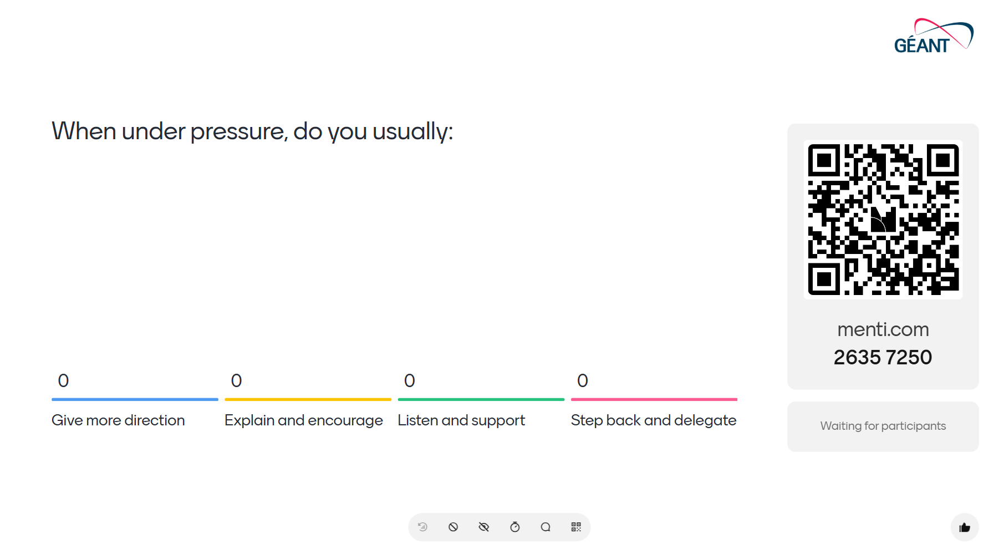 GÉANT
When under pressure, do you usually:
menti.com
2635 7250
0
0
0
0
Give more direction
Explain and encourage
Listen and support
Step back and delegate
Waiting for participants